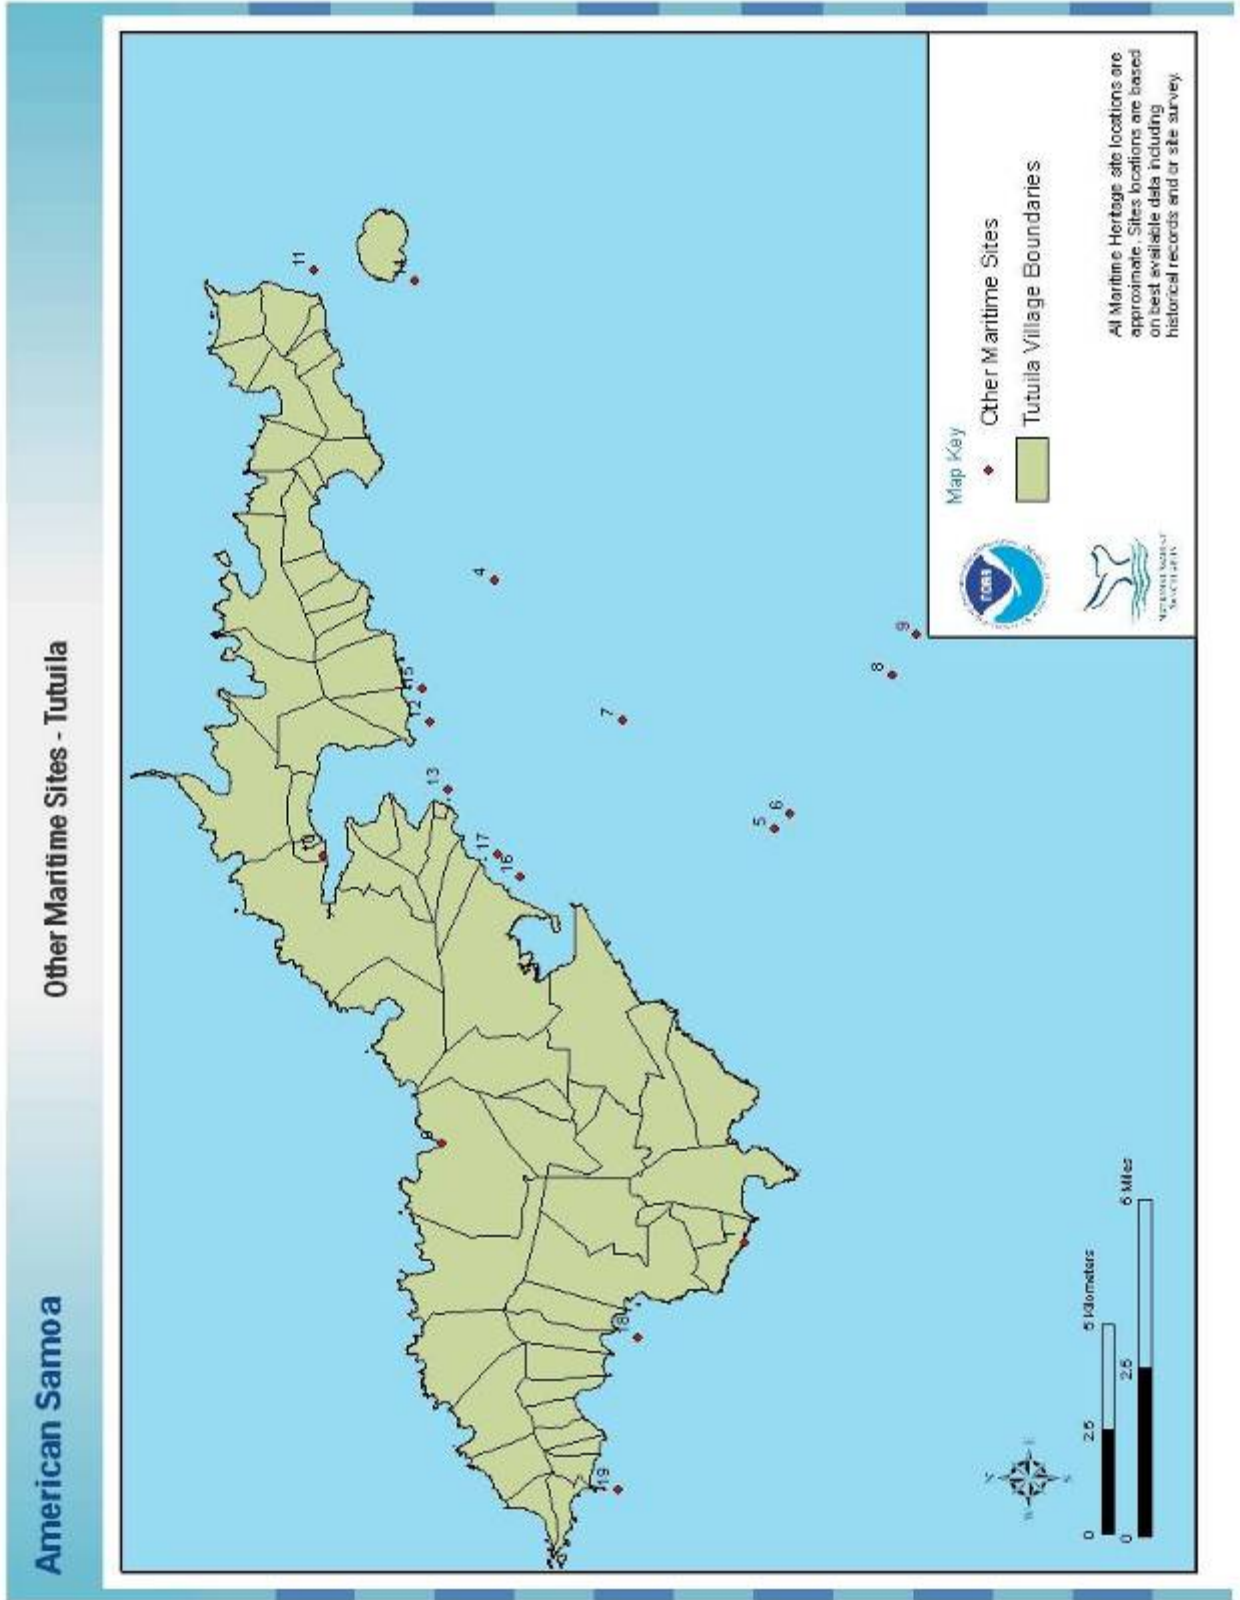 American Samoa
Other Maritime Sites - Tutuila
11
4
15
12
13
17
16
10
7
5
6
8
9
18
19
Map Key
Other Maritime Sites
Tutuila Village Boundaries
All Maritime Heritage site locations are
approximate. Sites locations are based
on best available data including
historical records and or site survey.
NOAA
0 2.5 5 Kilometers
0 2.5 5 Miles
N
W E
S